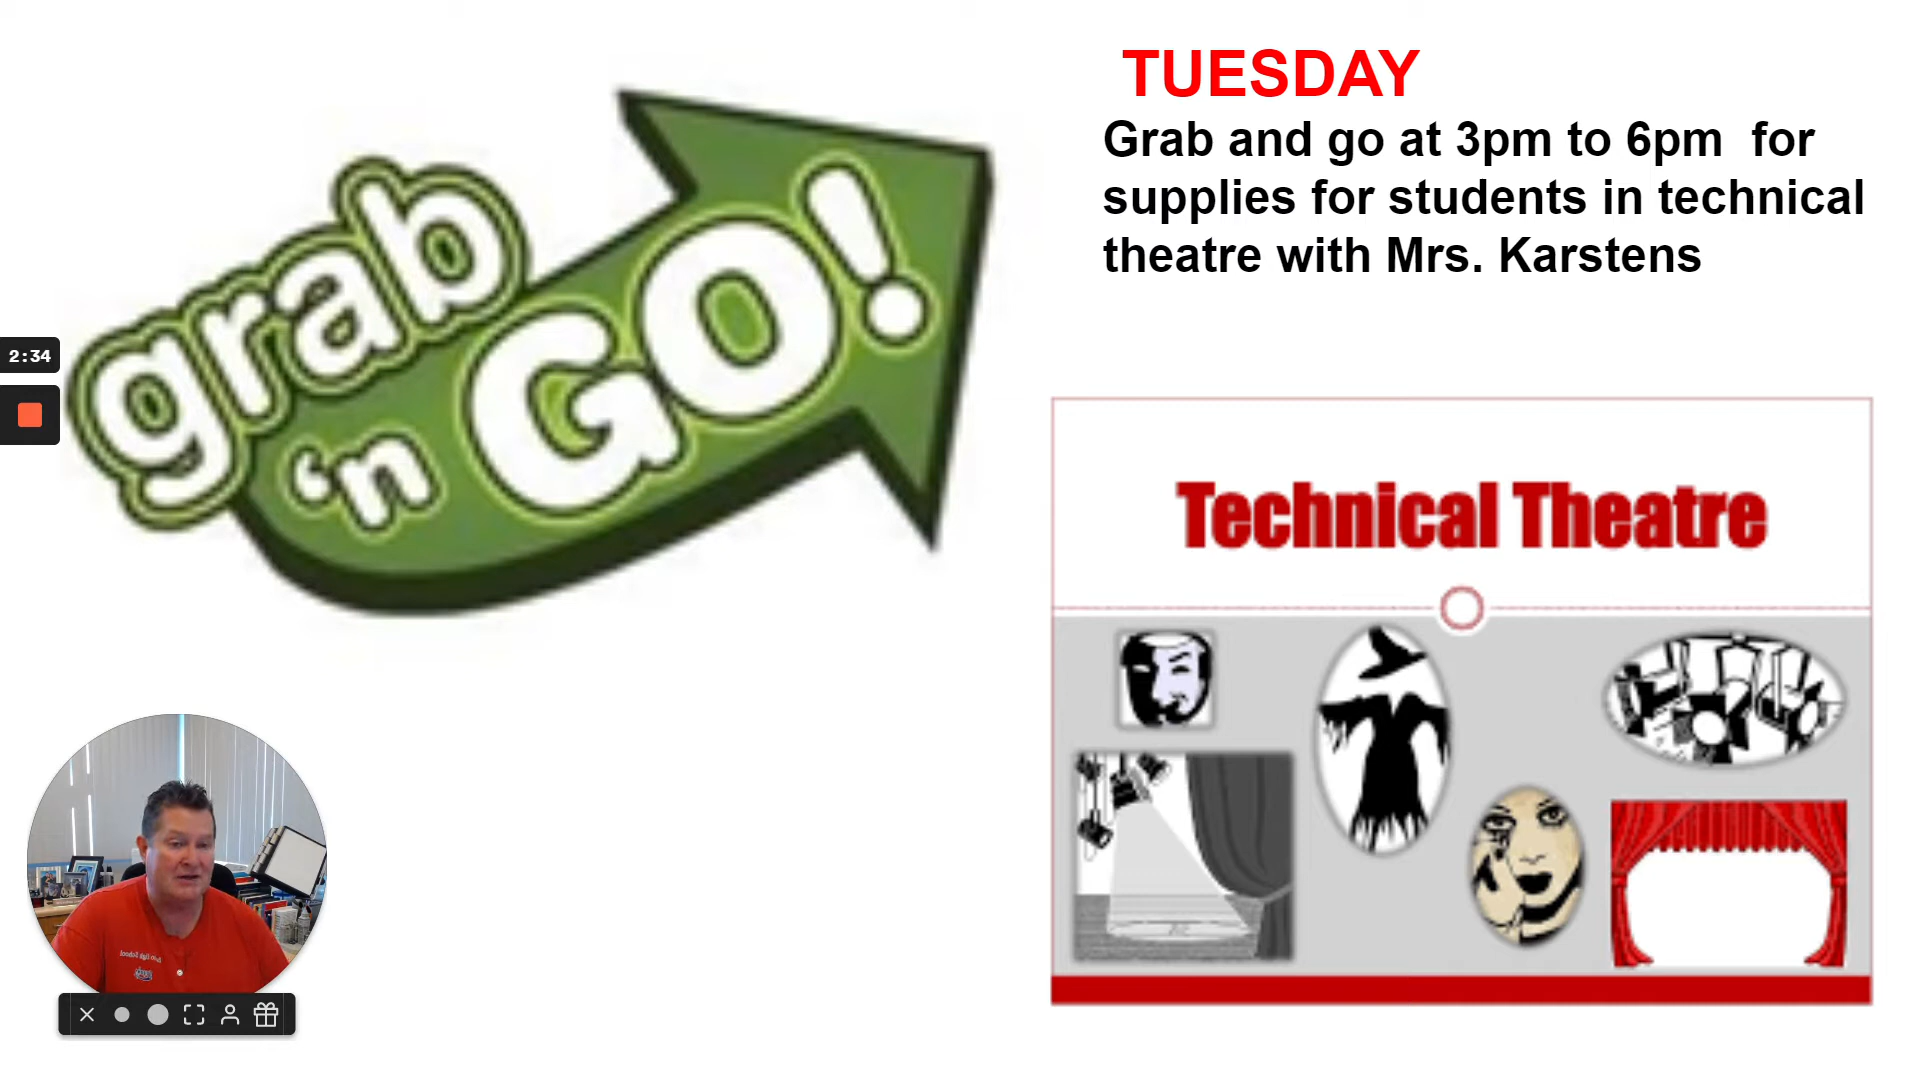 TUESDAY
Grab and go at 3pm to 6pm for
supplies for students in technical
theatre with Mrs. Karstens
grab
'n GO!
2:34
Technical Theatre